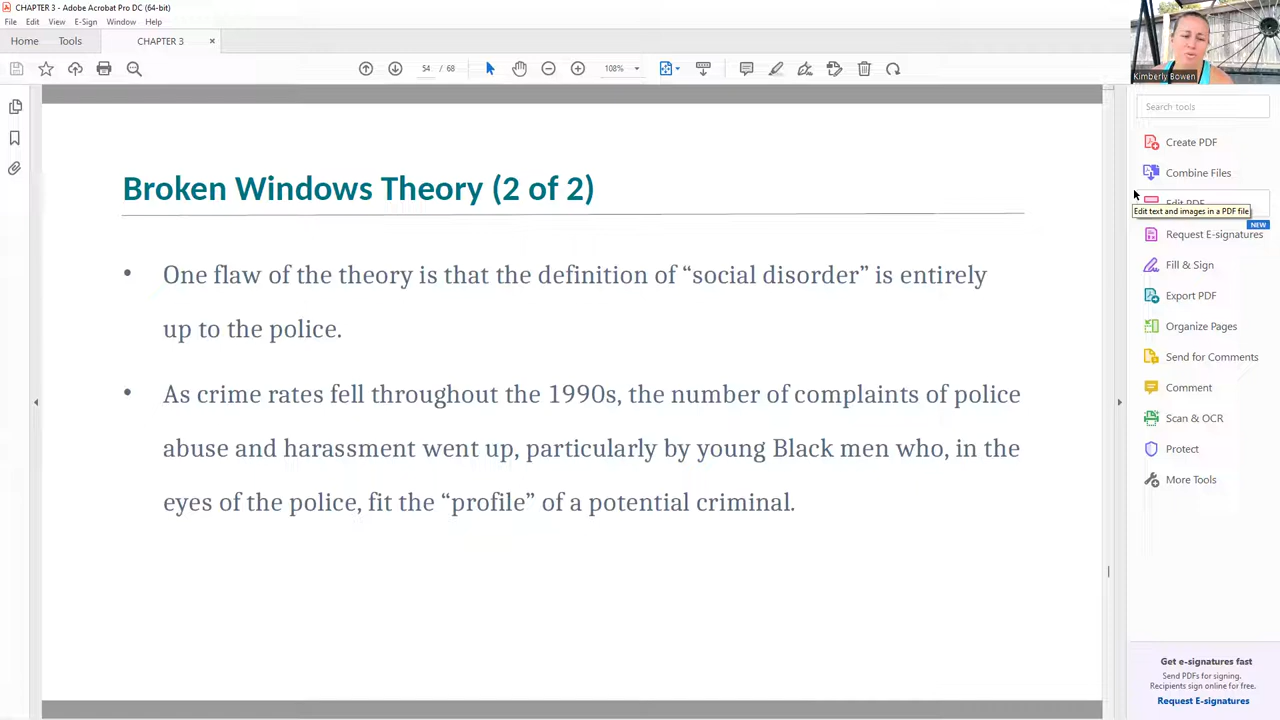 CHAPTER 3 - Adobe Acrobat Pro DC (64-bit)
File Edit View E-Sign Window Help
Home Tools CHAPTER 3 ×
54 / 68 108%
Kimberly Bowen
Search tools
Create PDF
Combine Files
Edit PDF
Edit text and images in a PDF file
NEW
Request E-signatures
Fill & Sign
Export PDF
Organize Pages
Send for Comments
Comment
Scan & OCR
Protect
More Tools
Broken Windows Theory (2 of 2)
• One flaw of the theory is that the definition of “social disorder” is entirely
up to the police.
• As crime rates fell throughout the 1990s, the number of complaints of police
abuse and harassment went up, particularly by young Black men who, in the
eyes of the police, fit the “profile” of a potential criminal.
Get e-signatures fast
Send PDFs for signing.
Recipients sign online for free.
Request E-signatures